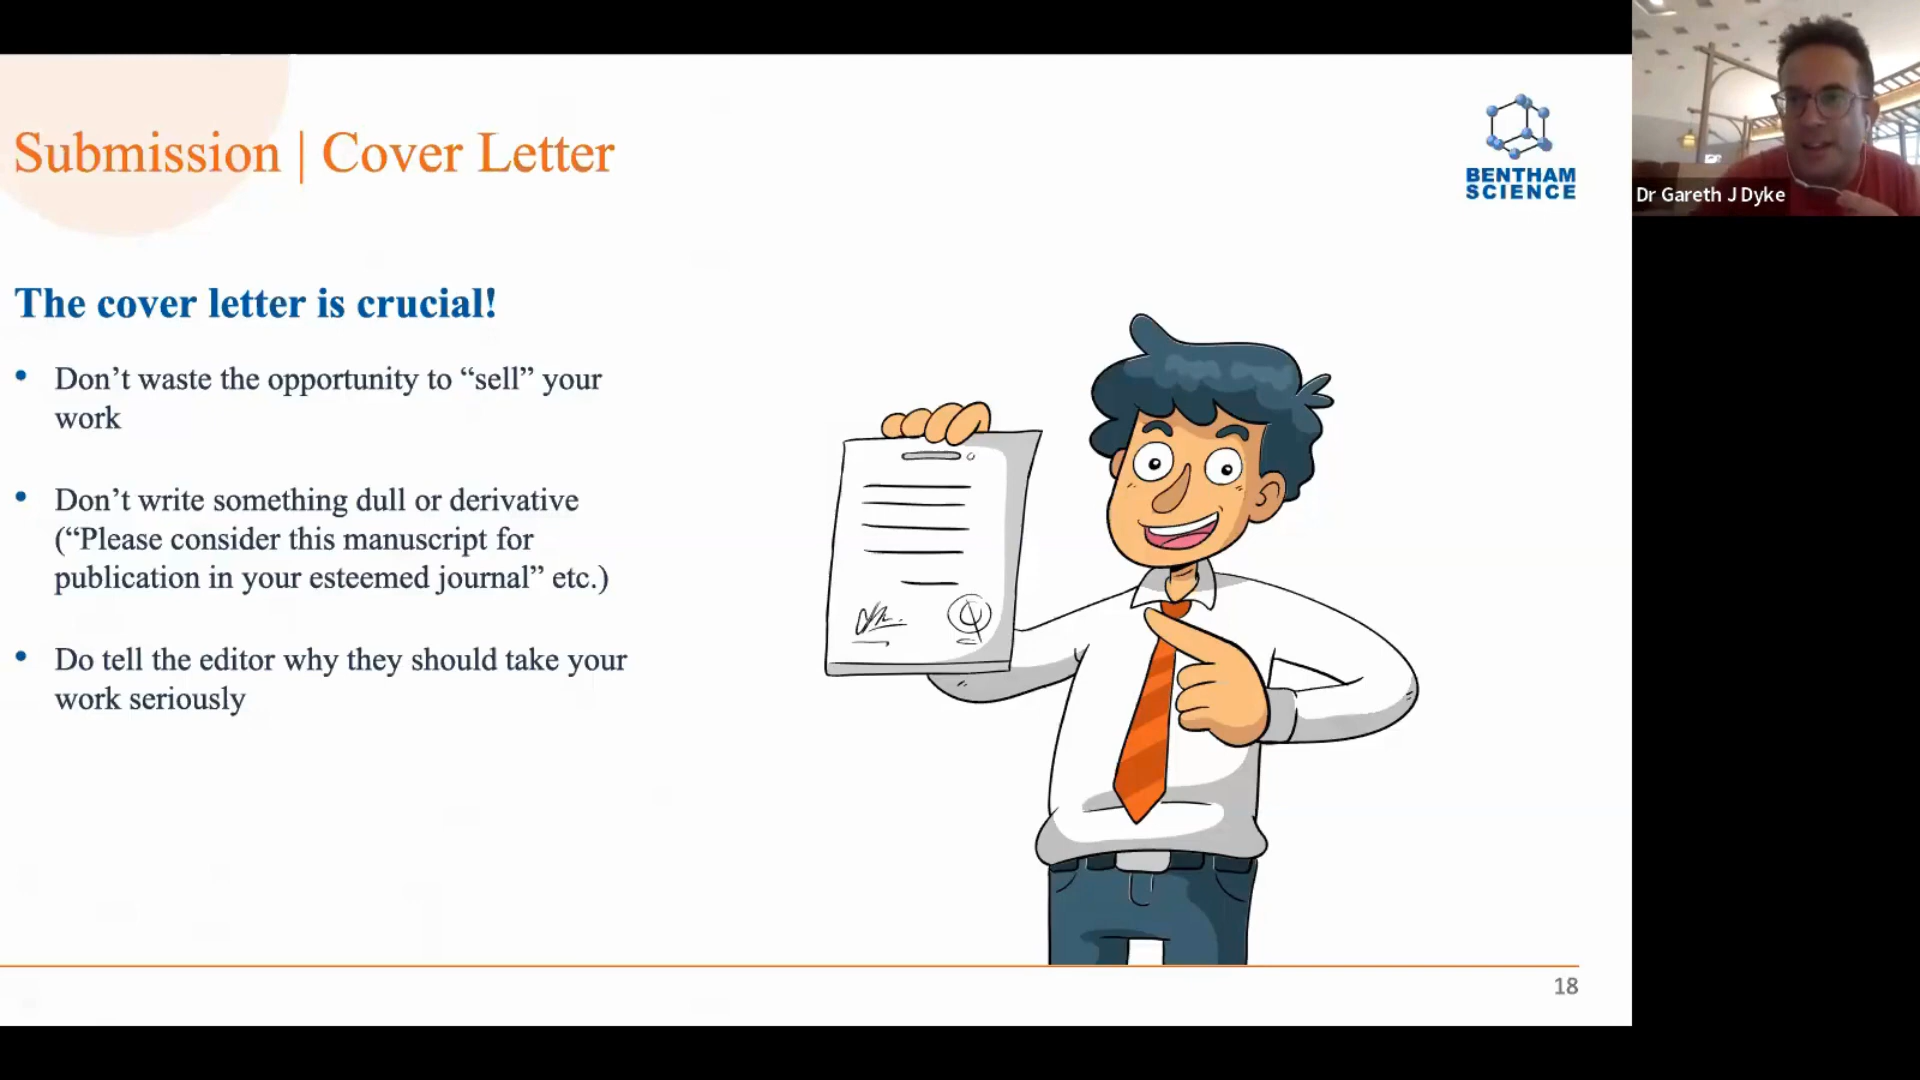 Submission | Cover Letter
BENTHAM
SCIENCE
Dr Gareth J Dyke
The cover letter is crucial!
• Don’t waste the opportunity to “sell” your
work
• Don’t write something dull or derivative
(“Please consider this manuscript for
publication in your esteemed journal” etc.)
• Do tell the editor why they should take your
work seriously
18